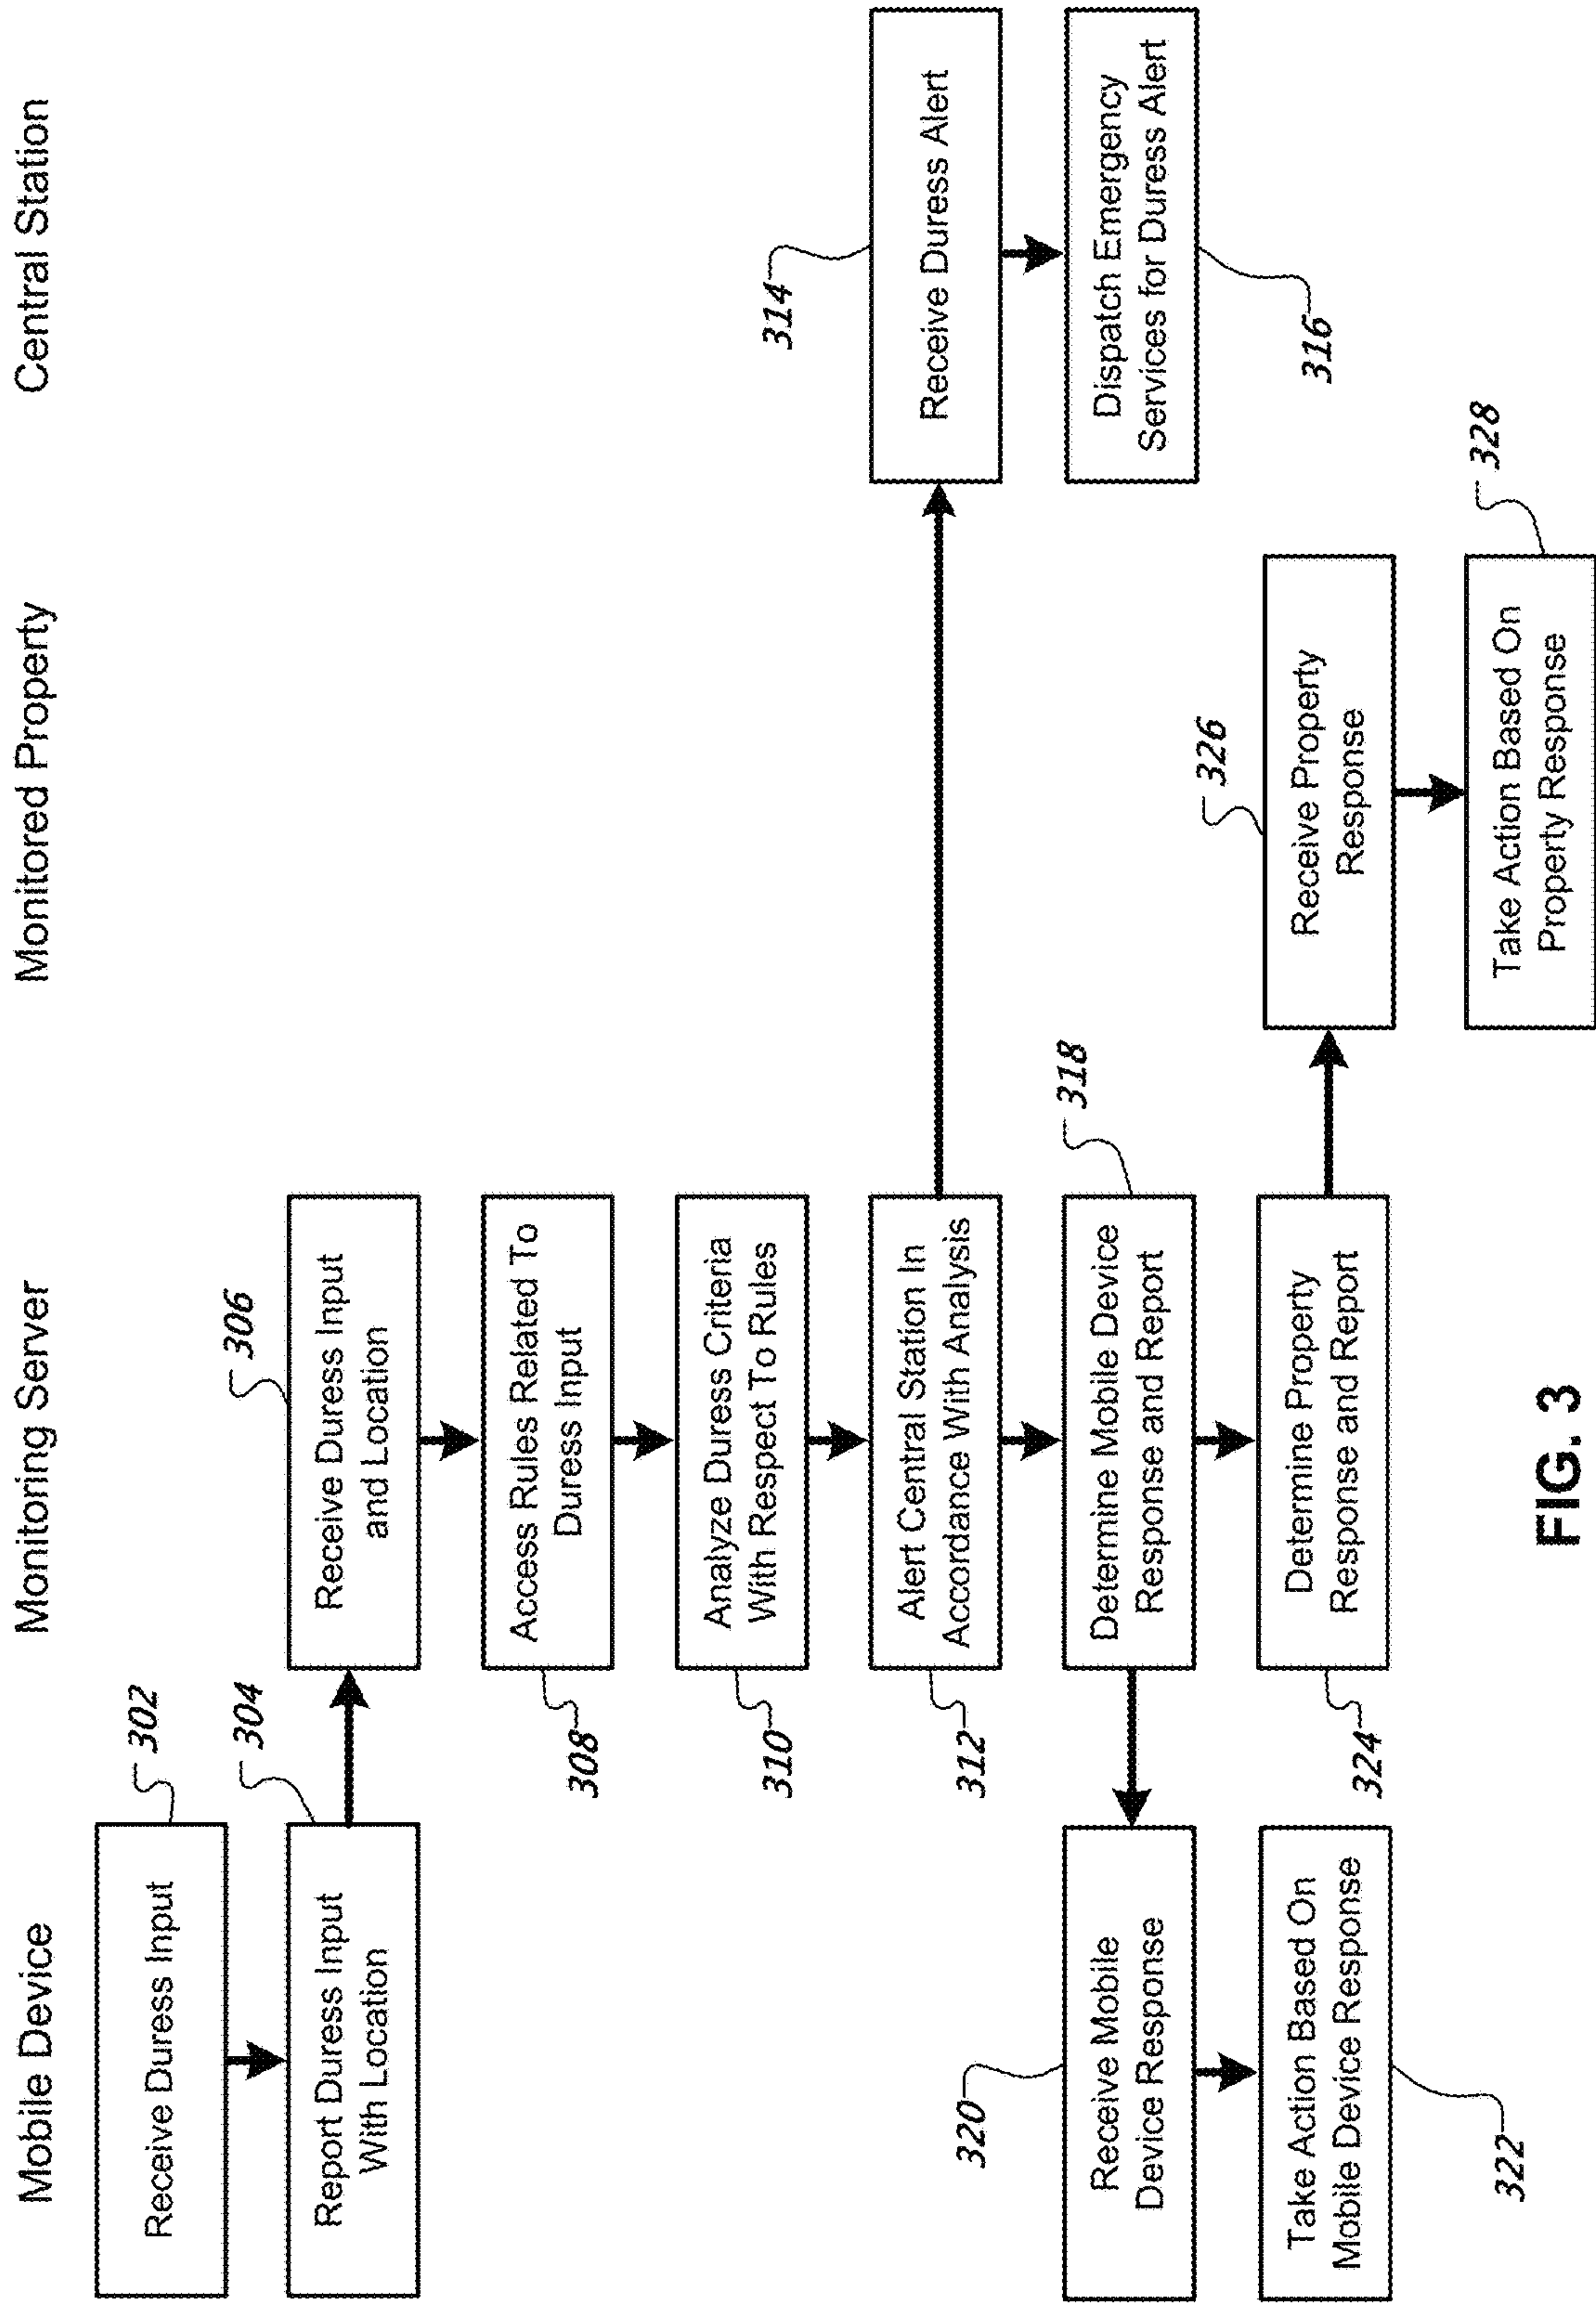 Mobile Device
Monitoring Server
Monitored Property
Central Station
Receive Duress Input
302
Report Duress Input
With Location
304
306
Receive Duress Input
and Location
Access Rules Related To
Duress Input
308
Analyze Duress Criteria
With Respect To Rules
310
Alert Central Station In
Accordance With Analysis
312
314
Receive Duress Alert
Dispatch Emergency
Services for Duress Alert
316
Determine Mobile Device
Response and Report
318
320
Receive Mobile
Device Response
Take Action Based On
Mobile Device Response
322
Determine Property
Response and Report
324
326
Receive Property
Response
Take Action Based On
Property Response
328
FIG. 3